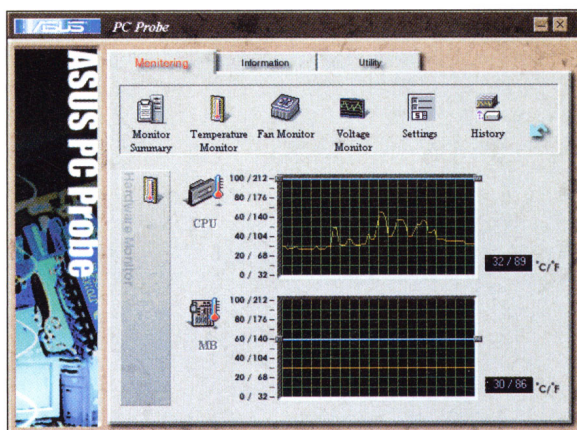 ASUS PC Probe
Monitoring Information Utility
Monitor Summary
Temperature Monitor
Fan Monitor
Voltage Monitor
Settings
History
ASUS PC Probe
Hardware Monitor
CPU
100 / 212
80 / 176
60 / 140
40 / 104
20 / 68
0 / 32
32 / 89 °C/°F
MB
100 / 212
80 / 176
60 / 140
40 / 104
20 / 68
0 / 32
30 / 86 °C/°F